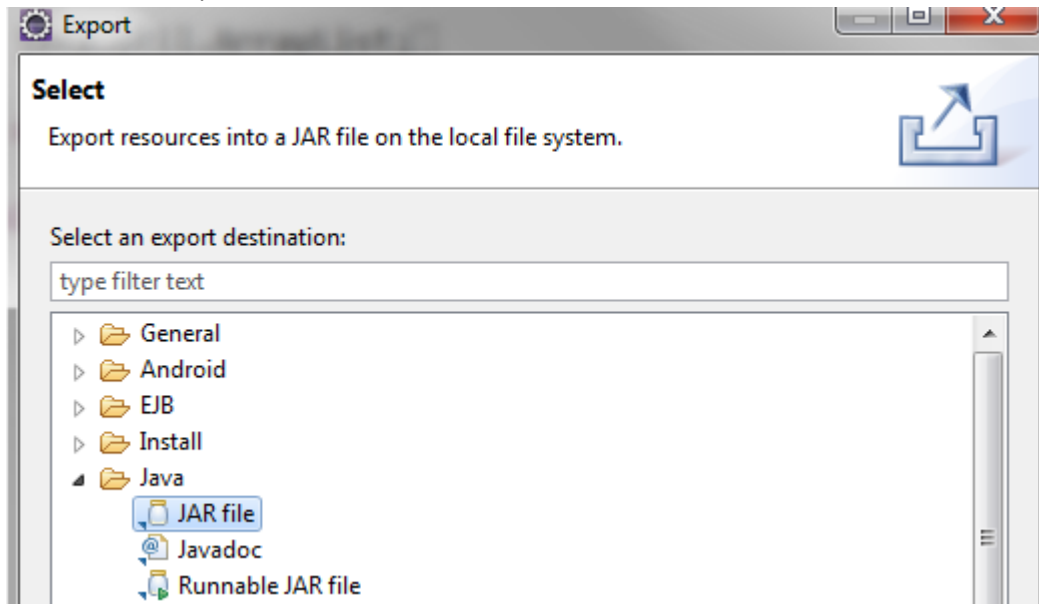 Export
Select
Export resources into a JAR file on the local file system.
Select an export destination:
type filter text
General
Android
EJB
Install
Java
JAR file
Javadoc
Runnable JAR file